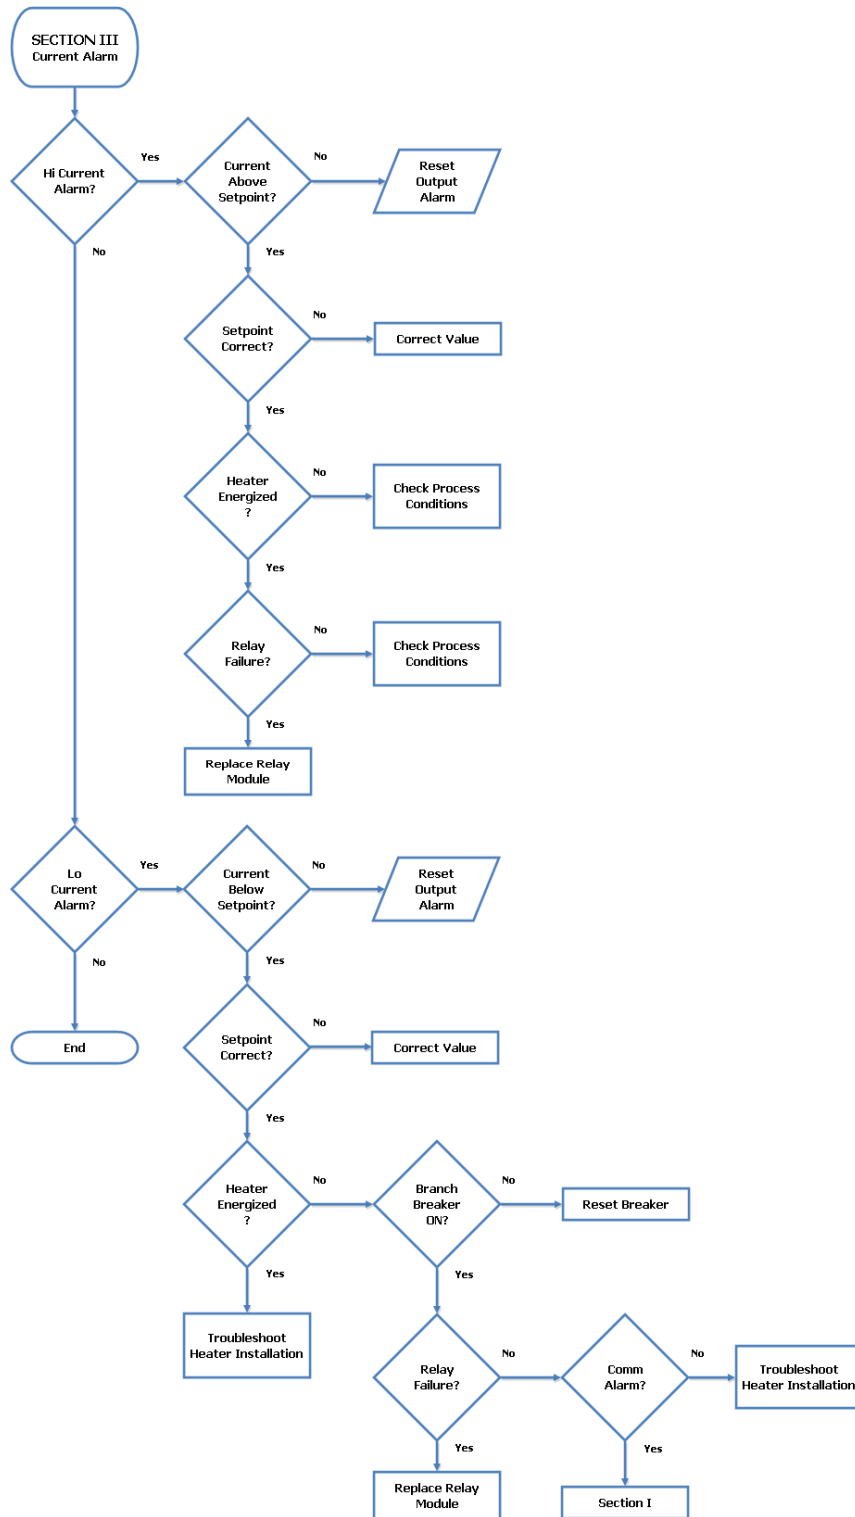 SECTION III
Current Alarm
Hi Current
Alarm?
Yes
Current
Above
Setpoint?
No
Reset
Output
Alarm
No
Yes
Setpoint
Correct?
No
Correct Value
Yes
Heater
Energized
?
No
Check Process
Conditions
Yes
Relay
Failure?
No
Check Process
Conditions
Yes
Replace Relay
Module
Lo
Current
Alarm?
Yes
Current
Below
Setpoint?
No
Reset
Output
Alarm
No
Yes
End
Setpoint
Correct?
No
Correct Value
Yes
Heater
Energized
?
No
Branch
Breaker
ON?
No
Reset Breaker
Yes
Yes
Troubleshoot
Heater Installation
Relay
Failure?
No
Comm
Alarm?
No
Troubleshoot
Heater Installation
Yes
Yes
Replace Relay
Module
Section I